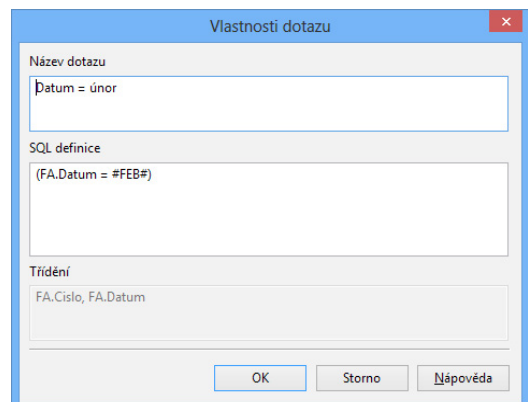 Vlastnosti dotazu
Název dotazu
Datum = únor
SQL definice
(FA.Datum = #FEB#)
Třídění
FA.Cislo, FA.Datum
OK Storno Nápověda